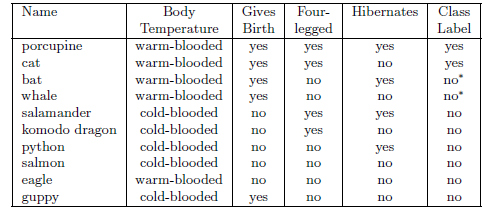 Name Body Gives Four- Hibernates Class
Temperature Birth legged Label
porcupine warm-blooded yes yes yes yes
cat warm-blooded yes yes no yes
bat warm-blooded yes no yes no*
whale warm-blooded yes no no no*
salamander cold-blooded no yes yes no
komodo dragon cold-blooded no yes no no
python cold-blooded no no yes no
salmon cold-blooded no no no no
eagle warm-blooded no no no no
guppy cold-blooded yes no no no